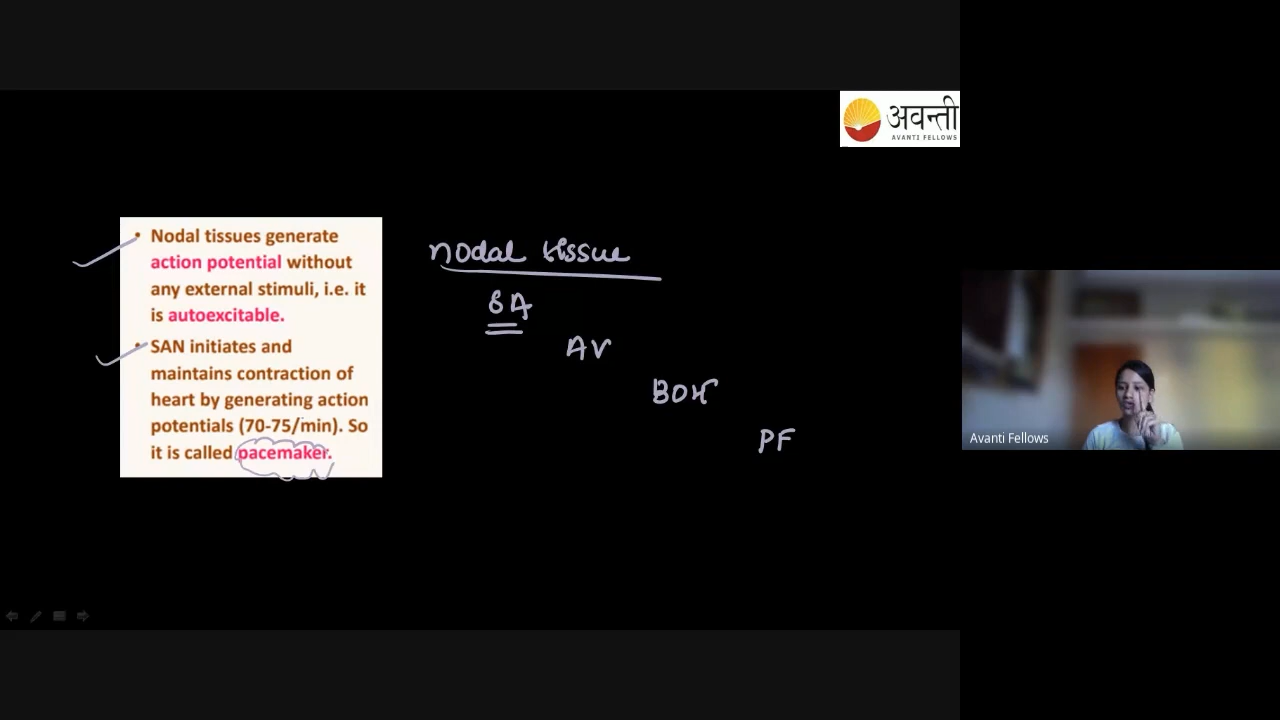 अवन्ती
AVANTI FELLOWS
• Nodal tissues generate
action potential without
any external stimuli, i.e. it
is autoexcitable.
• SAN initiates and
maintains contraction of
heart by generating action
potentials (70-75/min). So
it is called pacemaker.
nodal tissue
SA
AV
BOH
PF
Avanti Fellows